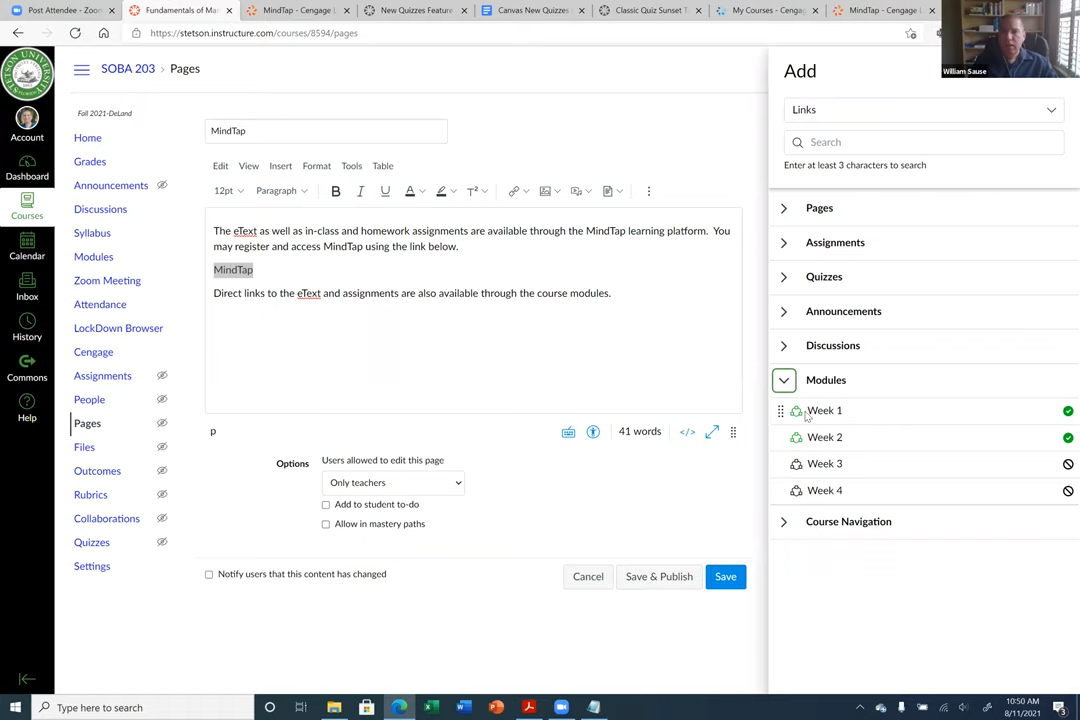 Post Attendee - Zoom
Fundamentals of Ma
MindTap - Cengage L
New Quizzes Feature
Canvas New Quizzes
Classic Quiz Sunset T
My Courses - Cengag
MindTap - Cengage
https://stetson.instructure.com/courses/8594/pages
William Sause
STETSON UNIVERSITY
Account
Dashboard
Courses
Calendar
Inbox
History
Commons
Help
SOBA 203 › Pages
Fall 2021-DeLand
Home
Grades
Announcements
Discussions
Syllabus
Modules
Zoom Meeting
Attendance
LockDown Browser
Cengage
Assignments
People
Pages
Files
Outcomes
Rubrics
Collaborations
Quizzes
Settings
MindTap
Edit View Insert Format Tools Table
12pt Paragraph B I U A T²
The eText as well as in-class and homework assignments are available through the MindTap learning platform. You
may register and access MindTap using the link below.
MindTap
Direct links to the eText and assignments are also available through the course modules.
p
41 words </>
Options
Users allowed to edit this page
Only teachers
Add to student to-do
Allow in mastery paths
Notify users that this content has changed
Cancel
Save & Publish
Save
Add
Links
Search
Enter at least 3 characters to search
Pages
Assignments
Quizzes
Announcements
Discussions
Modules
Week 1
Week 2
Week 3
Week 4
Course Navigation
Type here to search
10:50 AM
8/11/2021
3